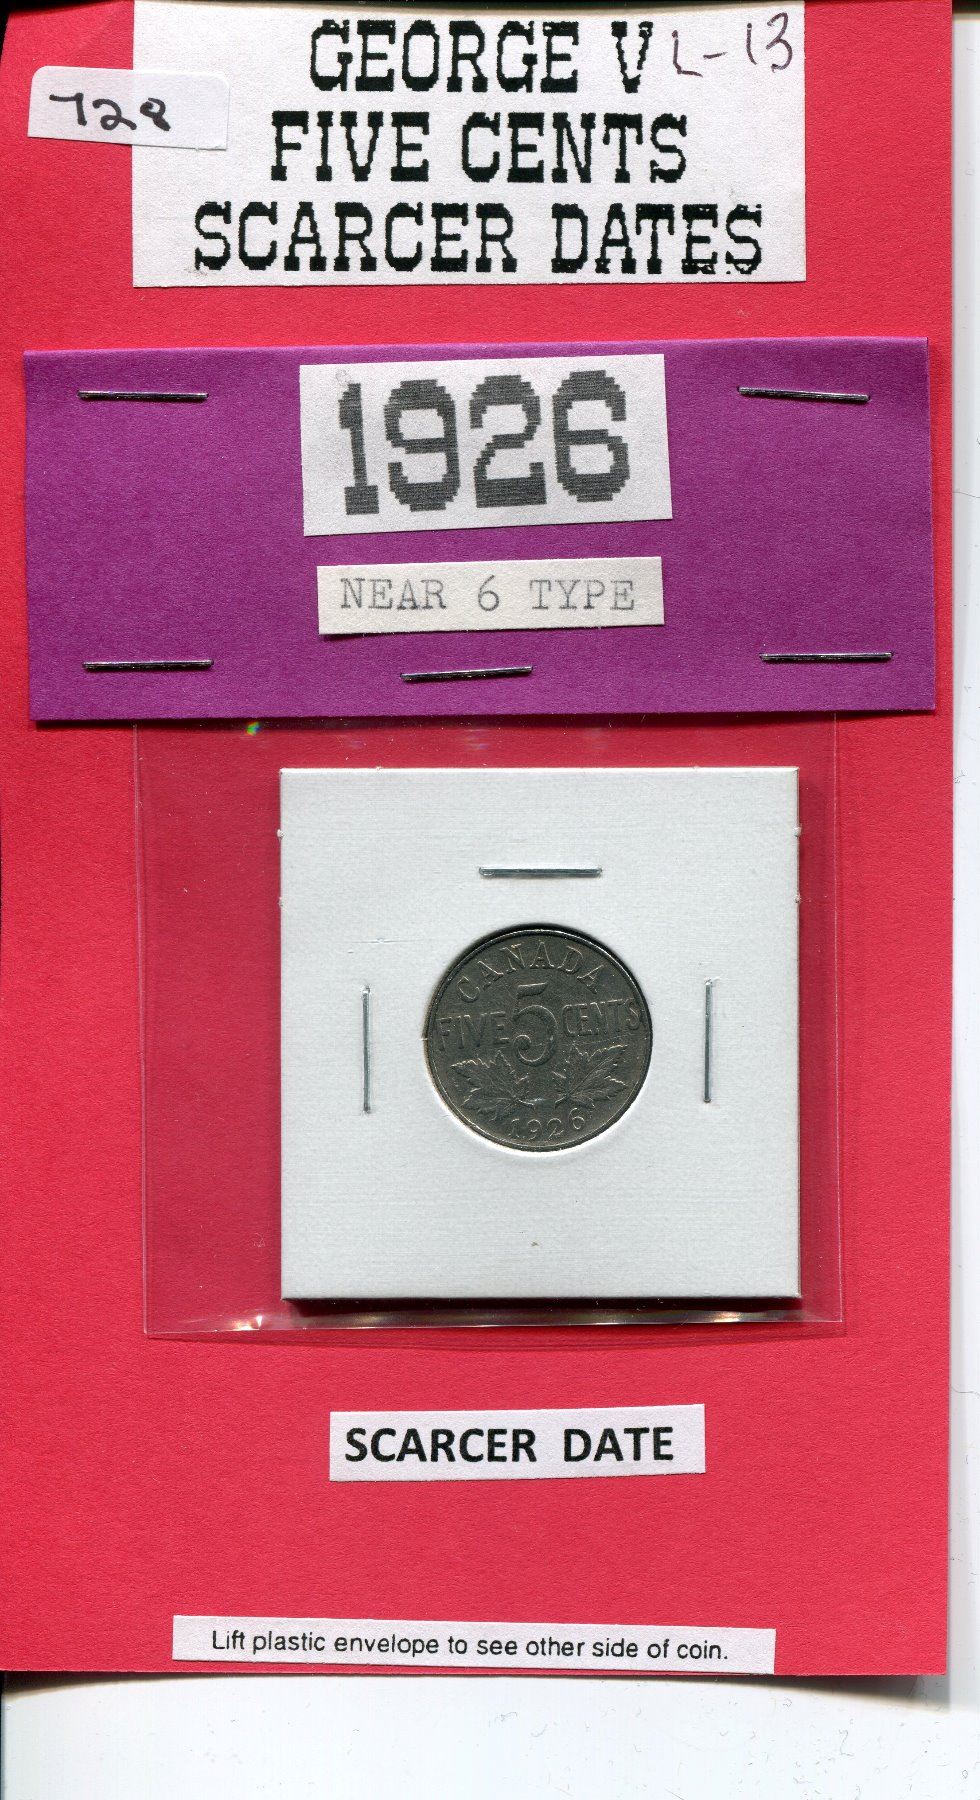 GEORGE V L-13
728
FIVE CENTS
SCARCER DATES
1926
NEAR 6 TYPE
CANADA
FIVE 5 CENTS
1926
SCARCER DATE
Lift plastic envelope to see other side of coin.